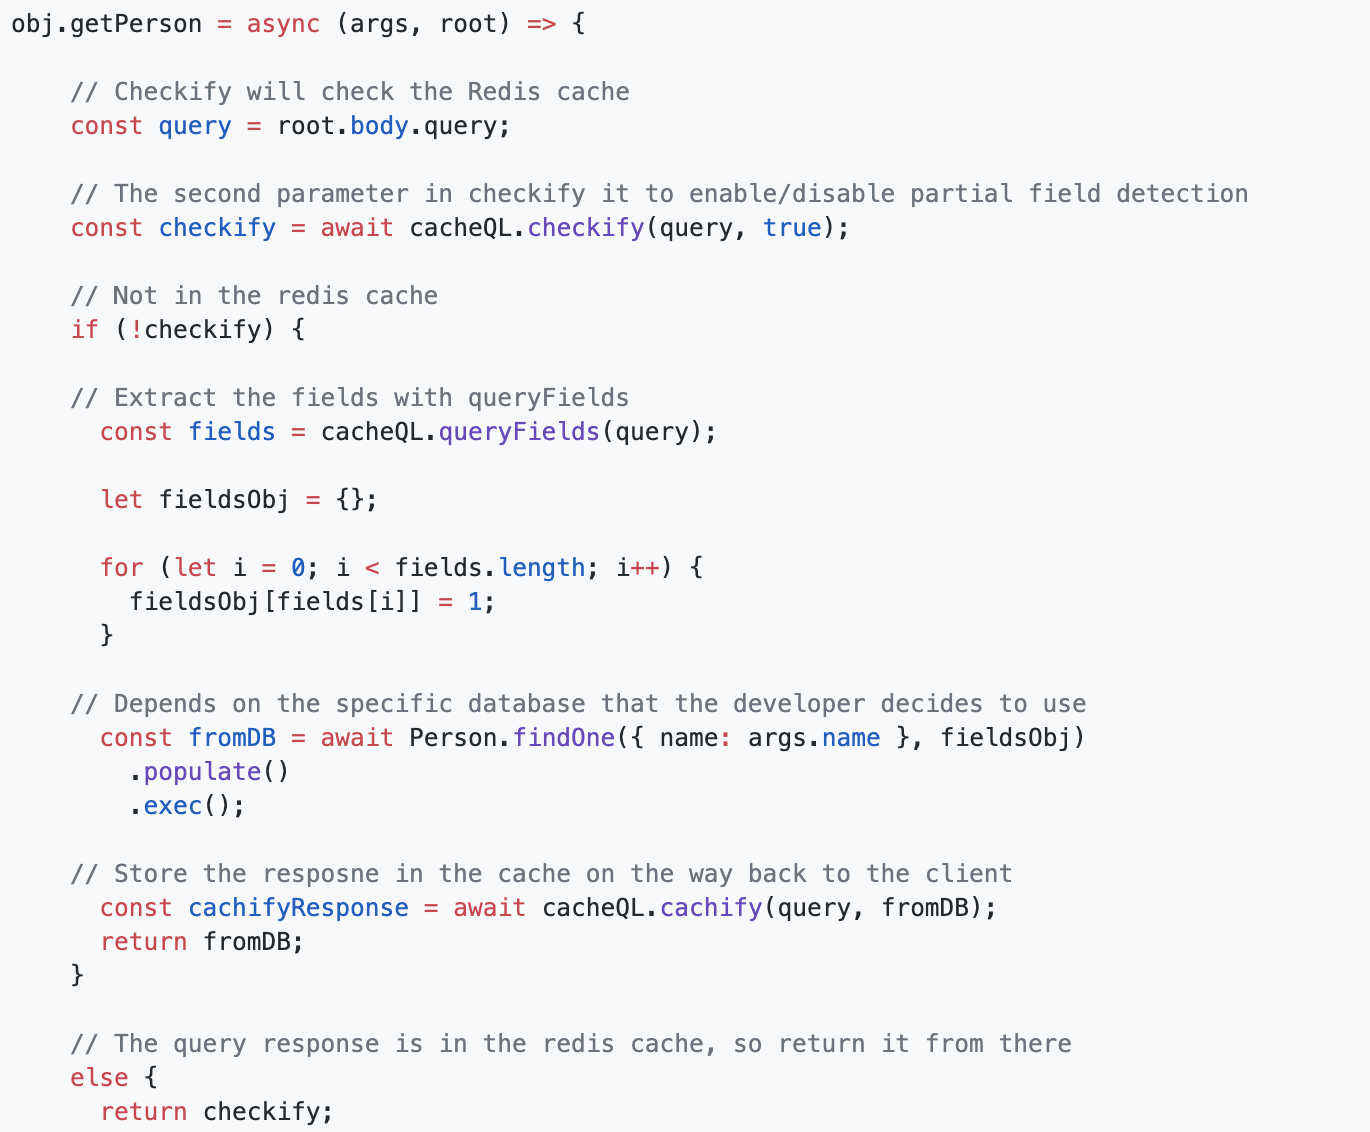 obj.getPerson = async (args, root) => {
// Checkify will check the Redis cache
const query = root.body.query;
// The second parameter in checkify it to enable/disable partial field detection
const checkify = await cacheQL.checkify(query, true);
// Not in the redis cache
if (!checkify) {
// Extract the fields with queryFields
const fields = cacheQL.queryFields(query);
let fieldsObj = {};
for (let i = 0; i < fields.length; i++) {
fieldsObj[fields[i]] = 1;
}
// Depends on the specific database that the developer decides to use
const fromDB = await Person.findOne({ name: args.name }, fieldsObj)
.populate()
.exec();
// Store the resposne in the cache on the way back to the client
const cachifyResponse = await cacheQL.cachify(query, fromDB);
return fromDB;
}
// The query response is in the redis cache, so return it from there
else {
return checkify;